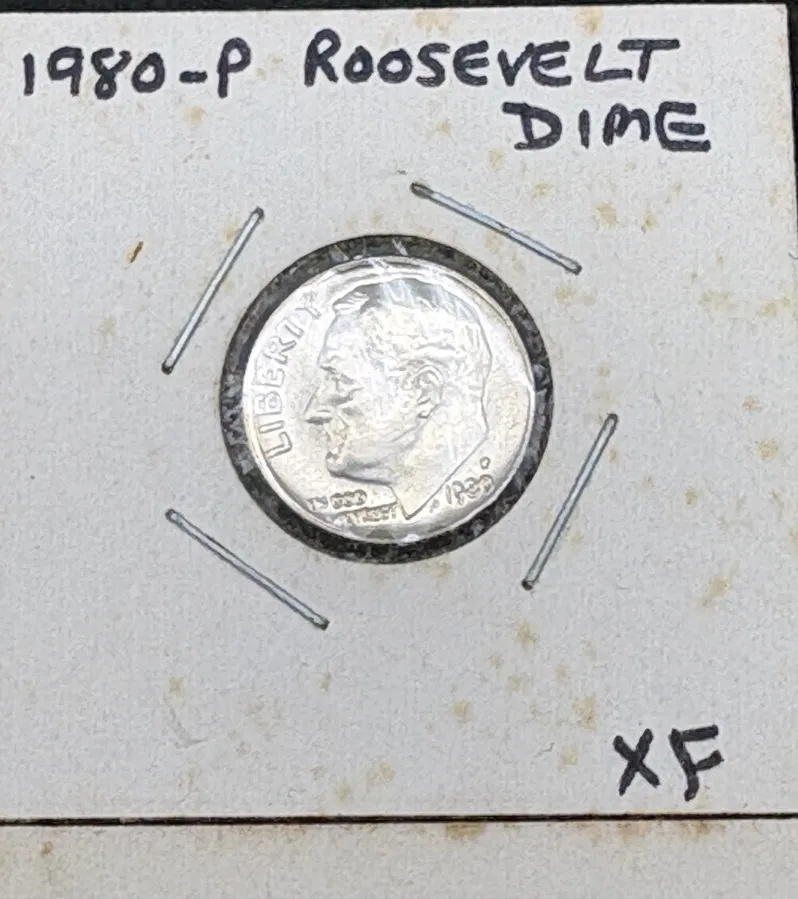 1980-P ROOSEVELT
DIME
LIBERTY
IN GOD
WE TRUST
1980
P
XF